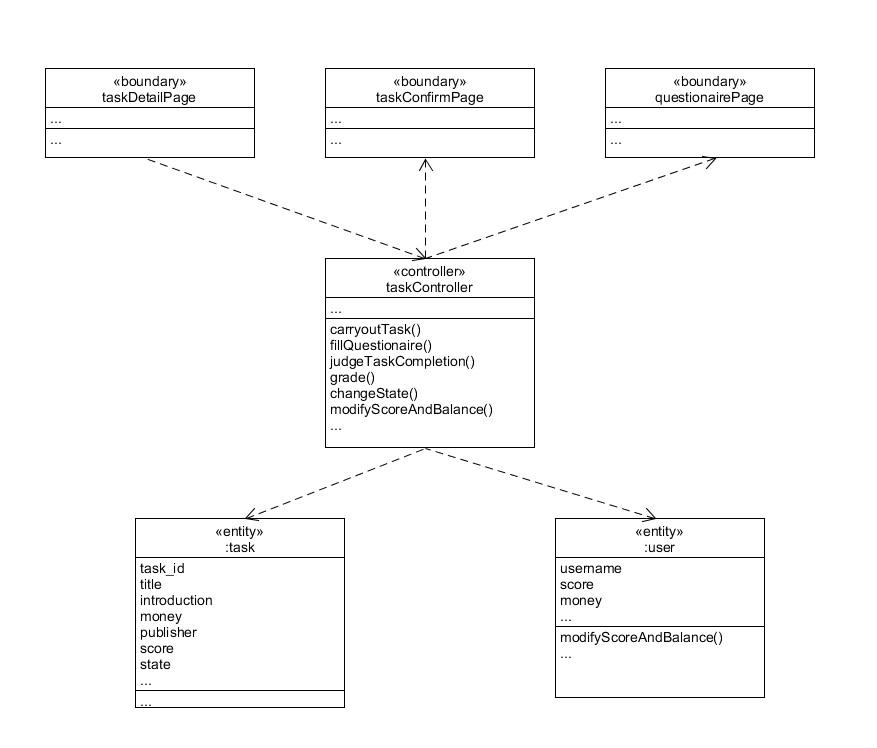 «boundary»
taskDetailPage
...
...
«boundary»
taskConfirmPage
...
...
«boundary»
questionairePage
...
...
«controller»
taskController
...
carryoutTask()
fillQuestionaire()
judgeTaskCompletion()
grade()
changeState()
modifyScoreAndBalance()
...
«entity»
:task
task_id
title
introduction
money
publisher
score
state
...
...
«entity»
:user
username
score
money
...
modifyScoreAndBalance()
...